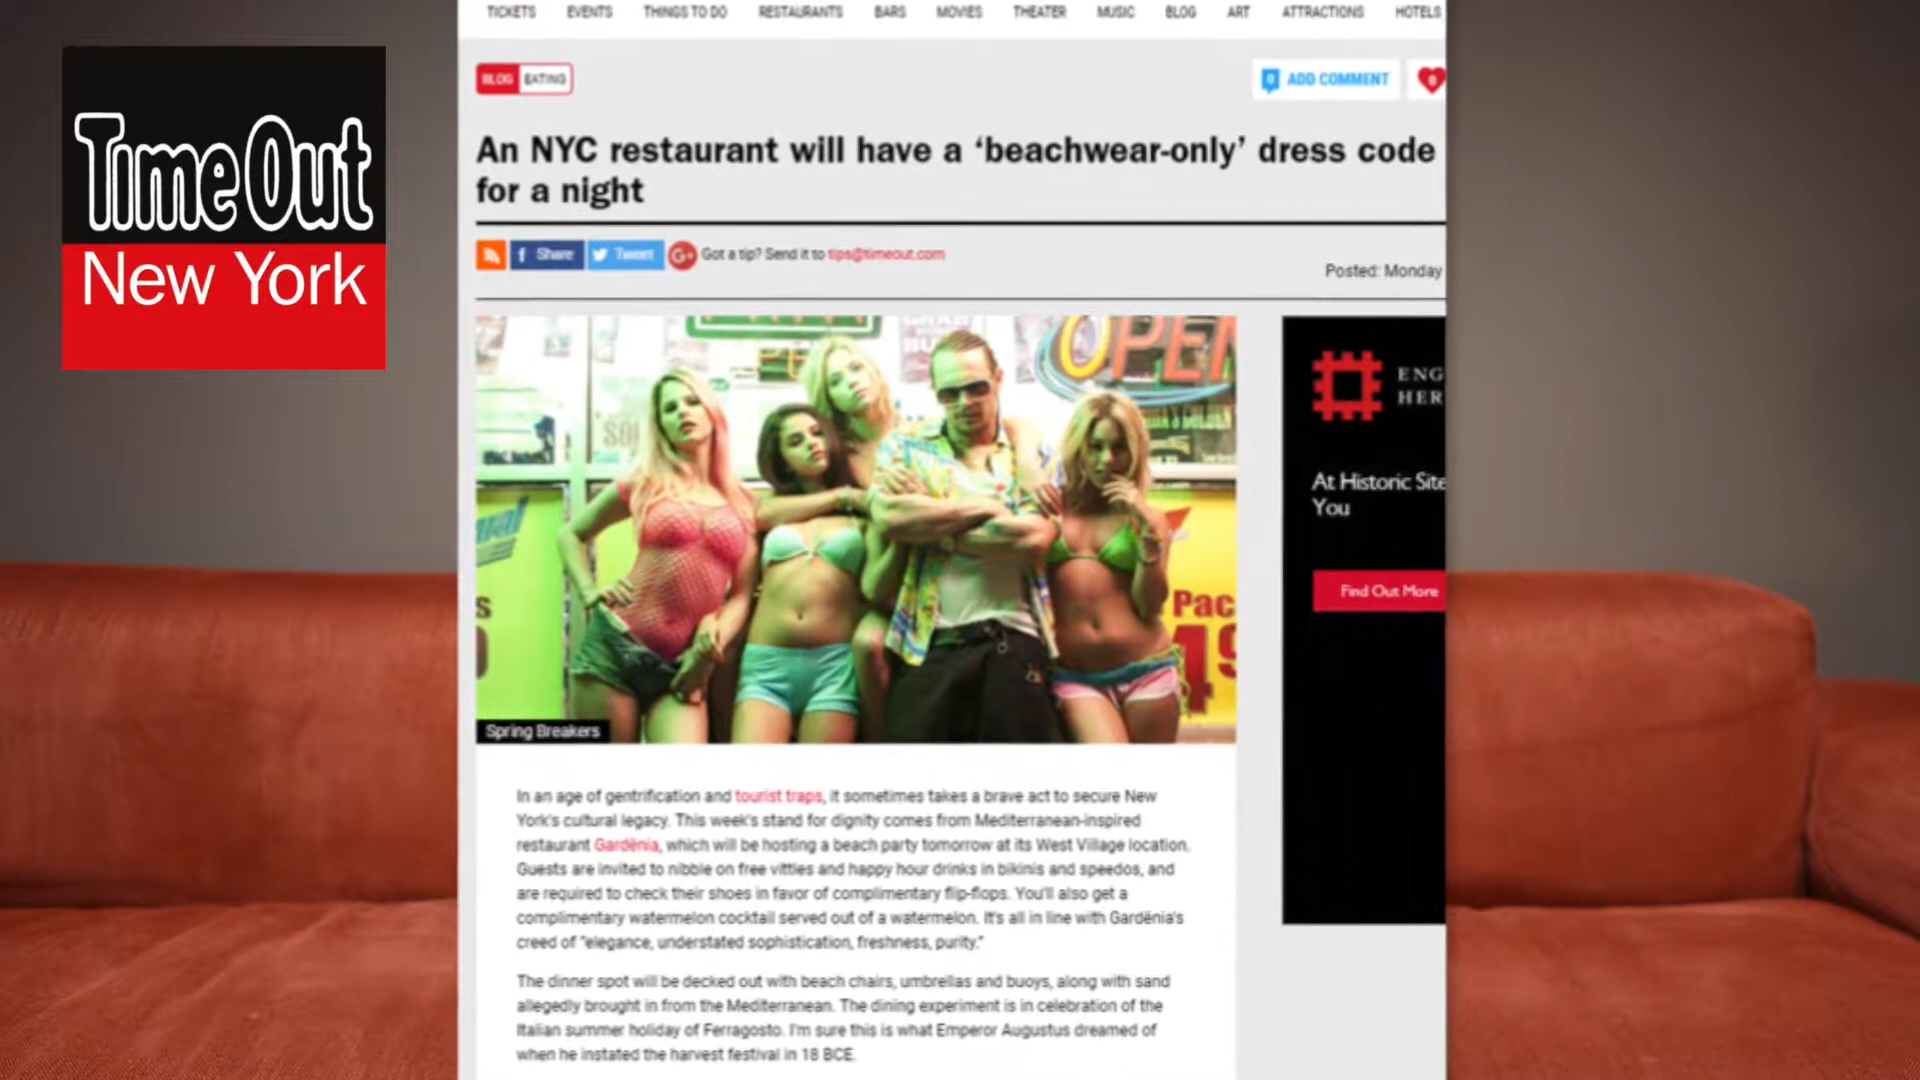 TICKETS EVENTS THINGS TO DO RESTAURANTS BARS MOVIES THEATER MUSIC BLOG ART ATTRACTIONS HOTELS
TimeOut
New York
BLOG EATING
0 ADD COMMENT 0
An NYC restaurant will have a ‘beachwear-only’ dress code
for a night
f Share Tweet G+ Got a tip? Send it to tips@timeout.com
Posted: Monday
OPEN
Pac
Spring Breakers
ENG
HER
At Historic Site
You
Find Out More
In an age of gentrification and tourist traps, it sometimes takes a brave act to secure New
York's cultural legacy. This week's stand for dignity comes from Mediterranean-inspired
restaurant Gardënia, which will be hosting a beach party tomorrow at its West Village location.
Guests are invited to nibble on free vittles and happy hour drinks in bikinis and speedos, and
are required to check their shoes in favor of complimentary flip-flops. You'll also get a
complimentary watermelon cocktail served out of a watermelon. It's all in line with Gardënia's
creed of "elegance, understated sophistication, freshness, purity."
The dinner spot will be decked out with beach chairs, umbrellas and buoys, along with sand
allegedly brought in from the Mediterranean. The dining experiment is in celebration of the
Italian summer holiday of Ferragosto. I'm sure this is what Emperor Augustus dreamed of
when he instated the harvest festival in 18 BCE.